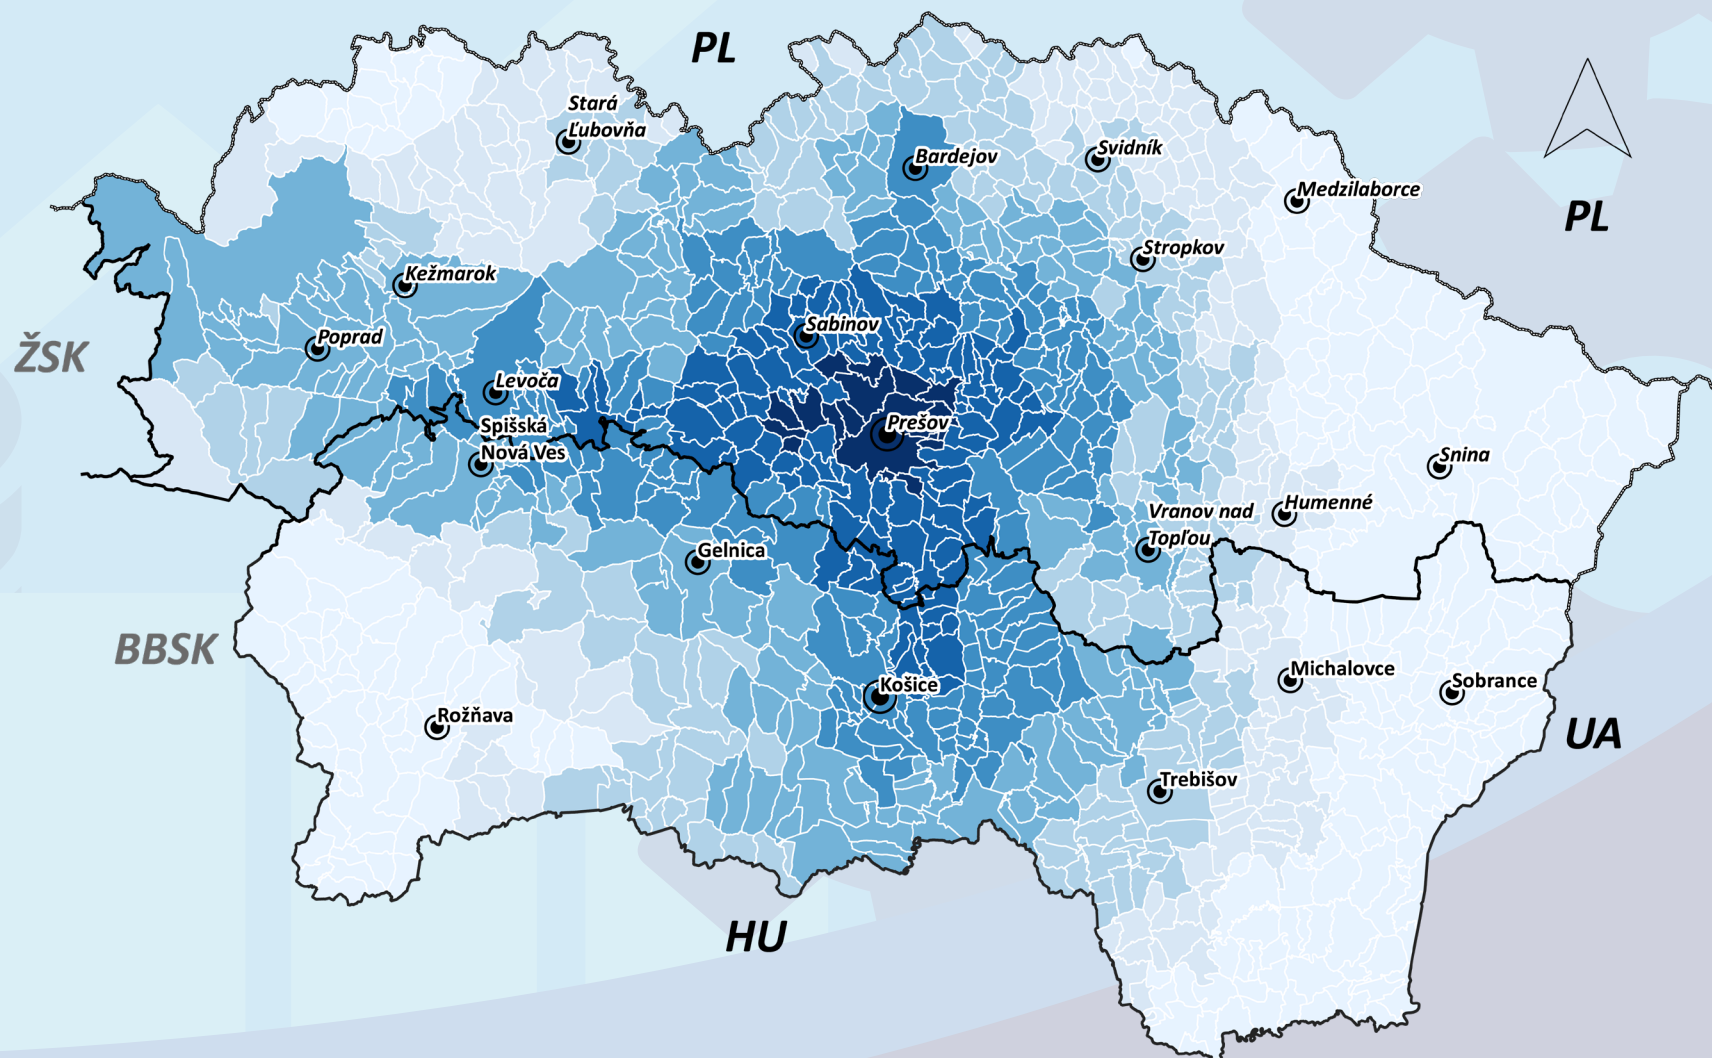 PL
Stará
Ľubovňa
Bardejov
Svidník
Medzilaborce
PL
Stropkov
Kežmarok
Poprad
Sabinov
ŽSK
Levoča
Prešov
Spišská
Nová Ves
Snina
Humenné
Vranov nad
Topľou
Gelnica
BBSK
Michalovce
Sobrance
Košice
Rožňava
UA
Trebišov
HU